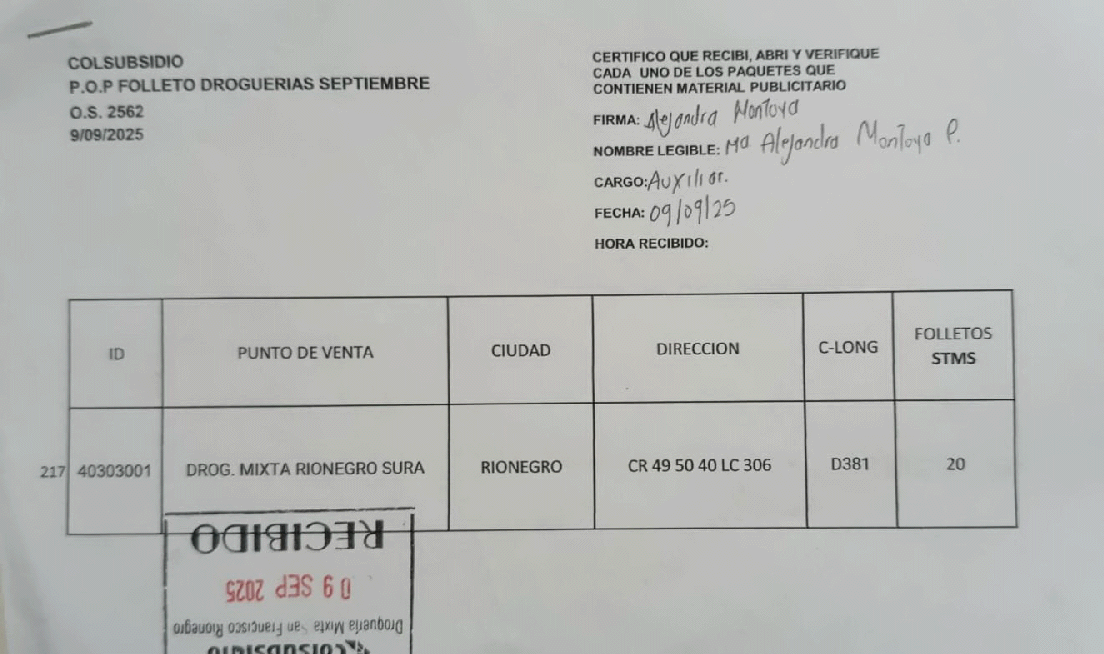 COLSUBSIDIO
P.O.P FOLLETO DROGUERIAS SEPTIEMBRE
O.S. 2562
9/09/2025
CERTIFICO QUE RECIBI, ABRI Y VERIFIQUE
CADA UNO DE LOS PAQUETES QUE
CONTIENEN MATERIAL PUBLICITARIO
FIRMA: Alejandra Montoya
NOMBRE LEGIBLE: Mª Alejandra Montoya P.
CARGO: Auxiliar.
FECHA: 09/09/25
HORA RECIBIDO:
ID PUNTO DE VENTA CIUDAD DIRECCION C-LONG FOLLETOS STMS
217 40303001 DROG. MIXTA RIONEGRO SURA RIONEGRO CR 49 50 40 LC 306 D381 20
RECIBIDO
09 SEP 2025
Droguería Mixta San Francisco Rionegro
Colsubsidio